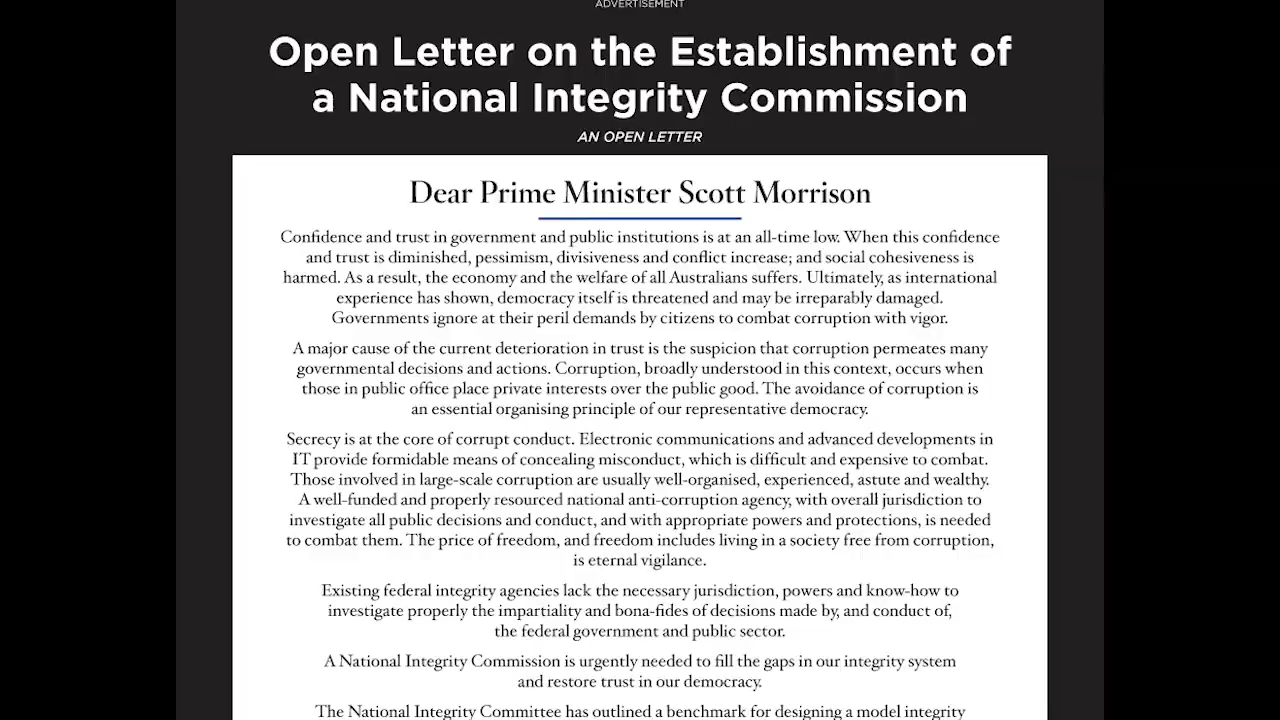 ADVERTISEMENT
Open Letter on the Establishment of
a National Integrity Commission
AN OPEN LETTER
Dear Prime Minister Scott Morrison
Confidence and trust in government and public institutions is at an all-time low. When this confidence
and trust is diminished, pessimism, divisiveness and conflict increase; and social cohesiveness is
harmed. As a result, the economy and the welfare of all Australians suffers. Ultimately, as international
experience has shown, democracy itself is threatened and may be irreparably damaged.
Governments ignore at their peril demands by citizens to combat corruption with vigor.
A major cause of the current deterioration in trust is the suspicion that corruption permeates many
governmental decisions and actions. Corruption, broadly understood in this context, occurs when
those in public office place private interests over the public good. The avoidance of corruption is
an essential organising principle of our representative democracy.
Secrecy is at the core of corrupt conduct. Electronic communications and advanced developments in
IT provide formidable means of concealing misconduct, which is difficult and expensive to combat.
Those involved in large-scale corruption are usually well-organised, experienced, astute and wealthy.
A well-funded and properly resourced national anti-corruption agency, with overall jurisdiction to
investigate all public decisions and conduct, and with appropriate powers and protections, is needed
to combat them. The price of freedom, and freedom includes living in a society free from corruption,
is eternal vigilance.
Existing federal integrity agencies lack the necessary jurisdiction, powers and know-how to
investigate properly the impartiality and bona-fides of decisions made by, and conduct of,
the federal government and public sector.
A National Integrity Commission is urgently needed to fill the gaps in our integrity system
and restore trust in our democracy.
The National Integrity Committee has outlined a benchmark for designing a model integrity